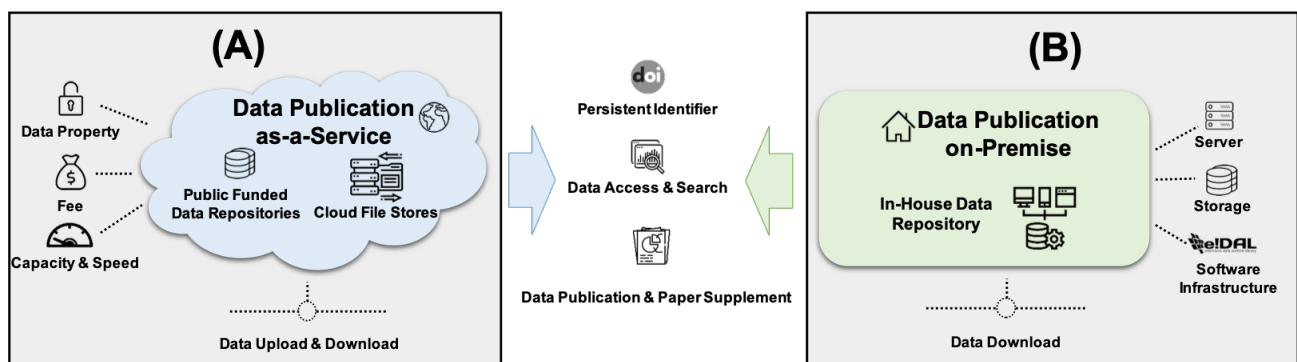 (A)
Data Publication
as-a-Service
Data Property
$
Fee
Capacity & Speed
Public Funded
Data Repositories
Cloud File Stores
Data Upload & Download
doi
Persistent Identifier
Data Access & Search
Data Publication & Paper Supplement
(B)
Data Publication
on-Premise
In-House Data
Repository
Server
Storage
e!DAL
Software
Infrastructure
Data Download